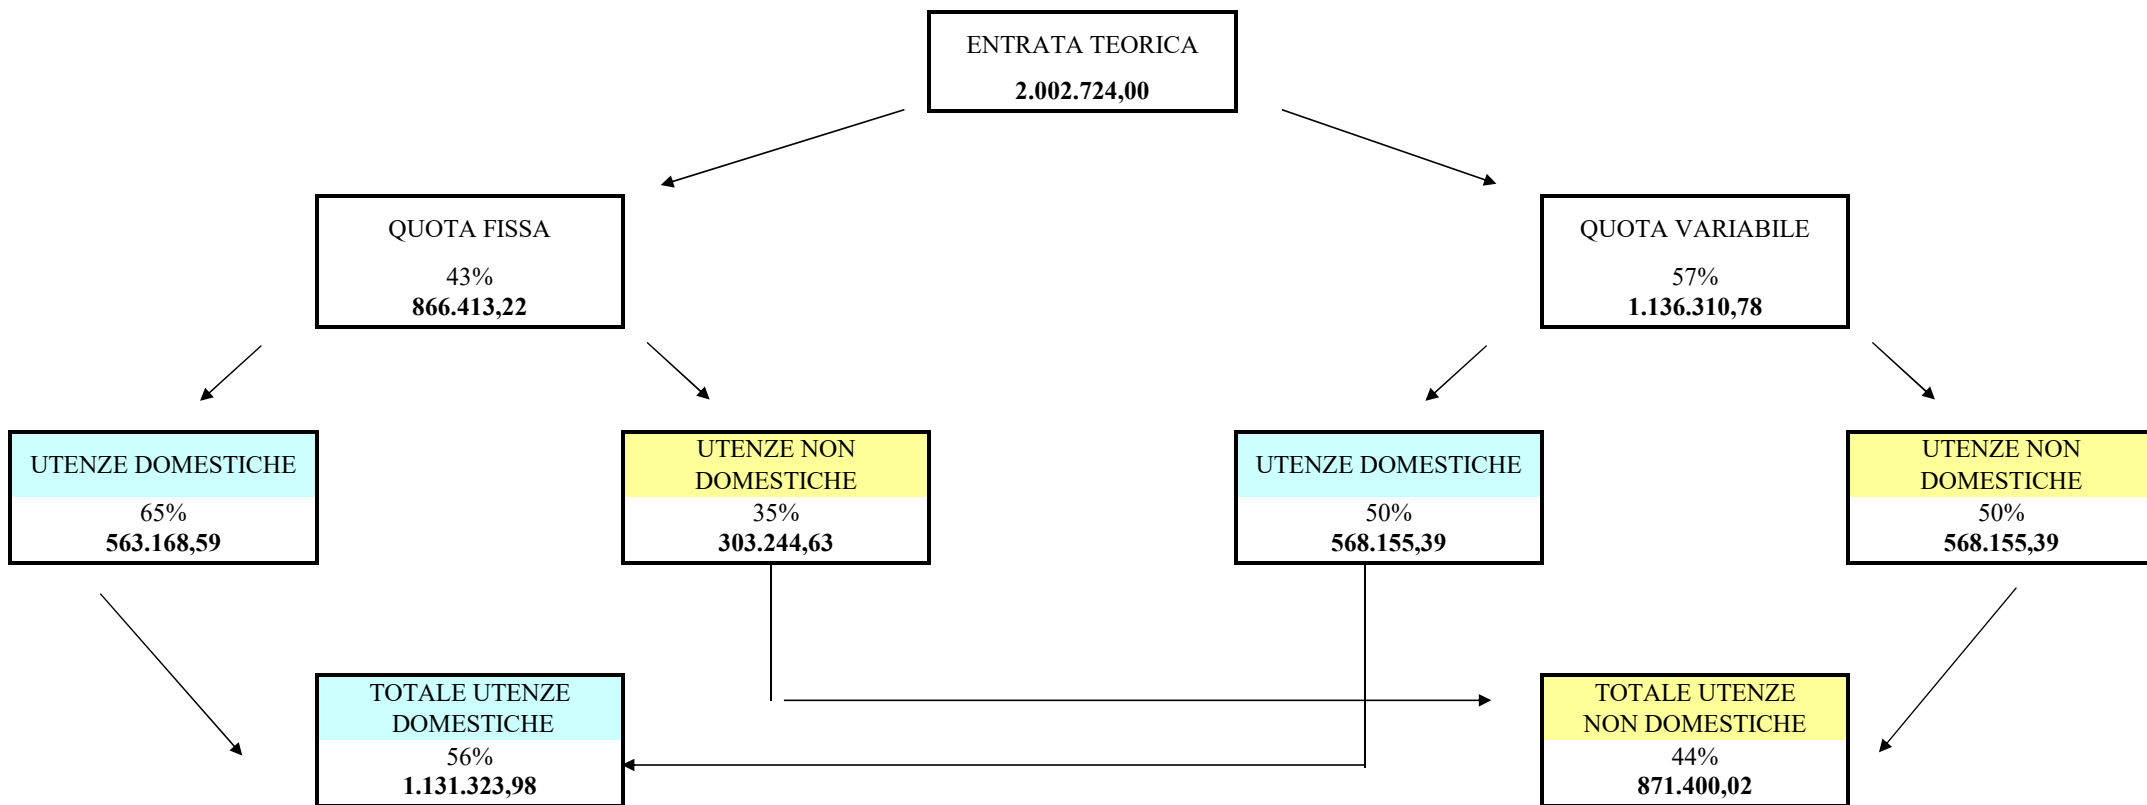 ENTRATA TEORICA
2.002.724,00
QUOTA FISSA
43%
866.413,22
QUOTA VARIABILE
57%
1.136.310,78
UTENZE DOMESTICHE
65%
563.168,59
UTENZE NON
DOMESTICHE
35%
303.244,63
UTENZE DOMESTICHE
50%
568.155,39
UTENZE NON
DOMESTICHE
50%
568.155,39
TOTALE UTENZE
DOMESTICHE
56%
1.131.323,98
TOTALE UTENZE
NON DOMESTICHE
44%
871.400,02